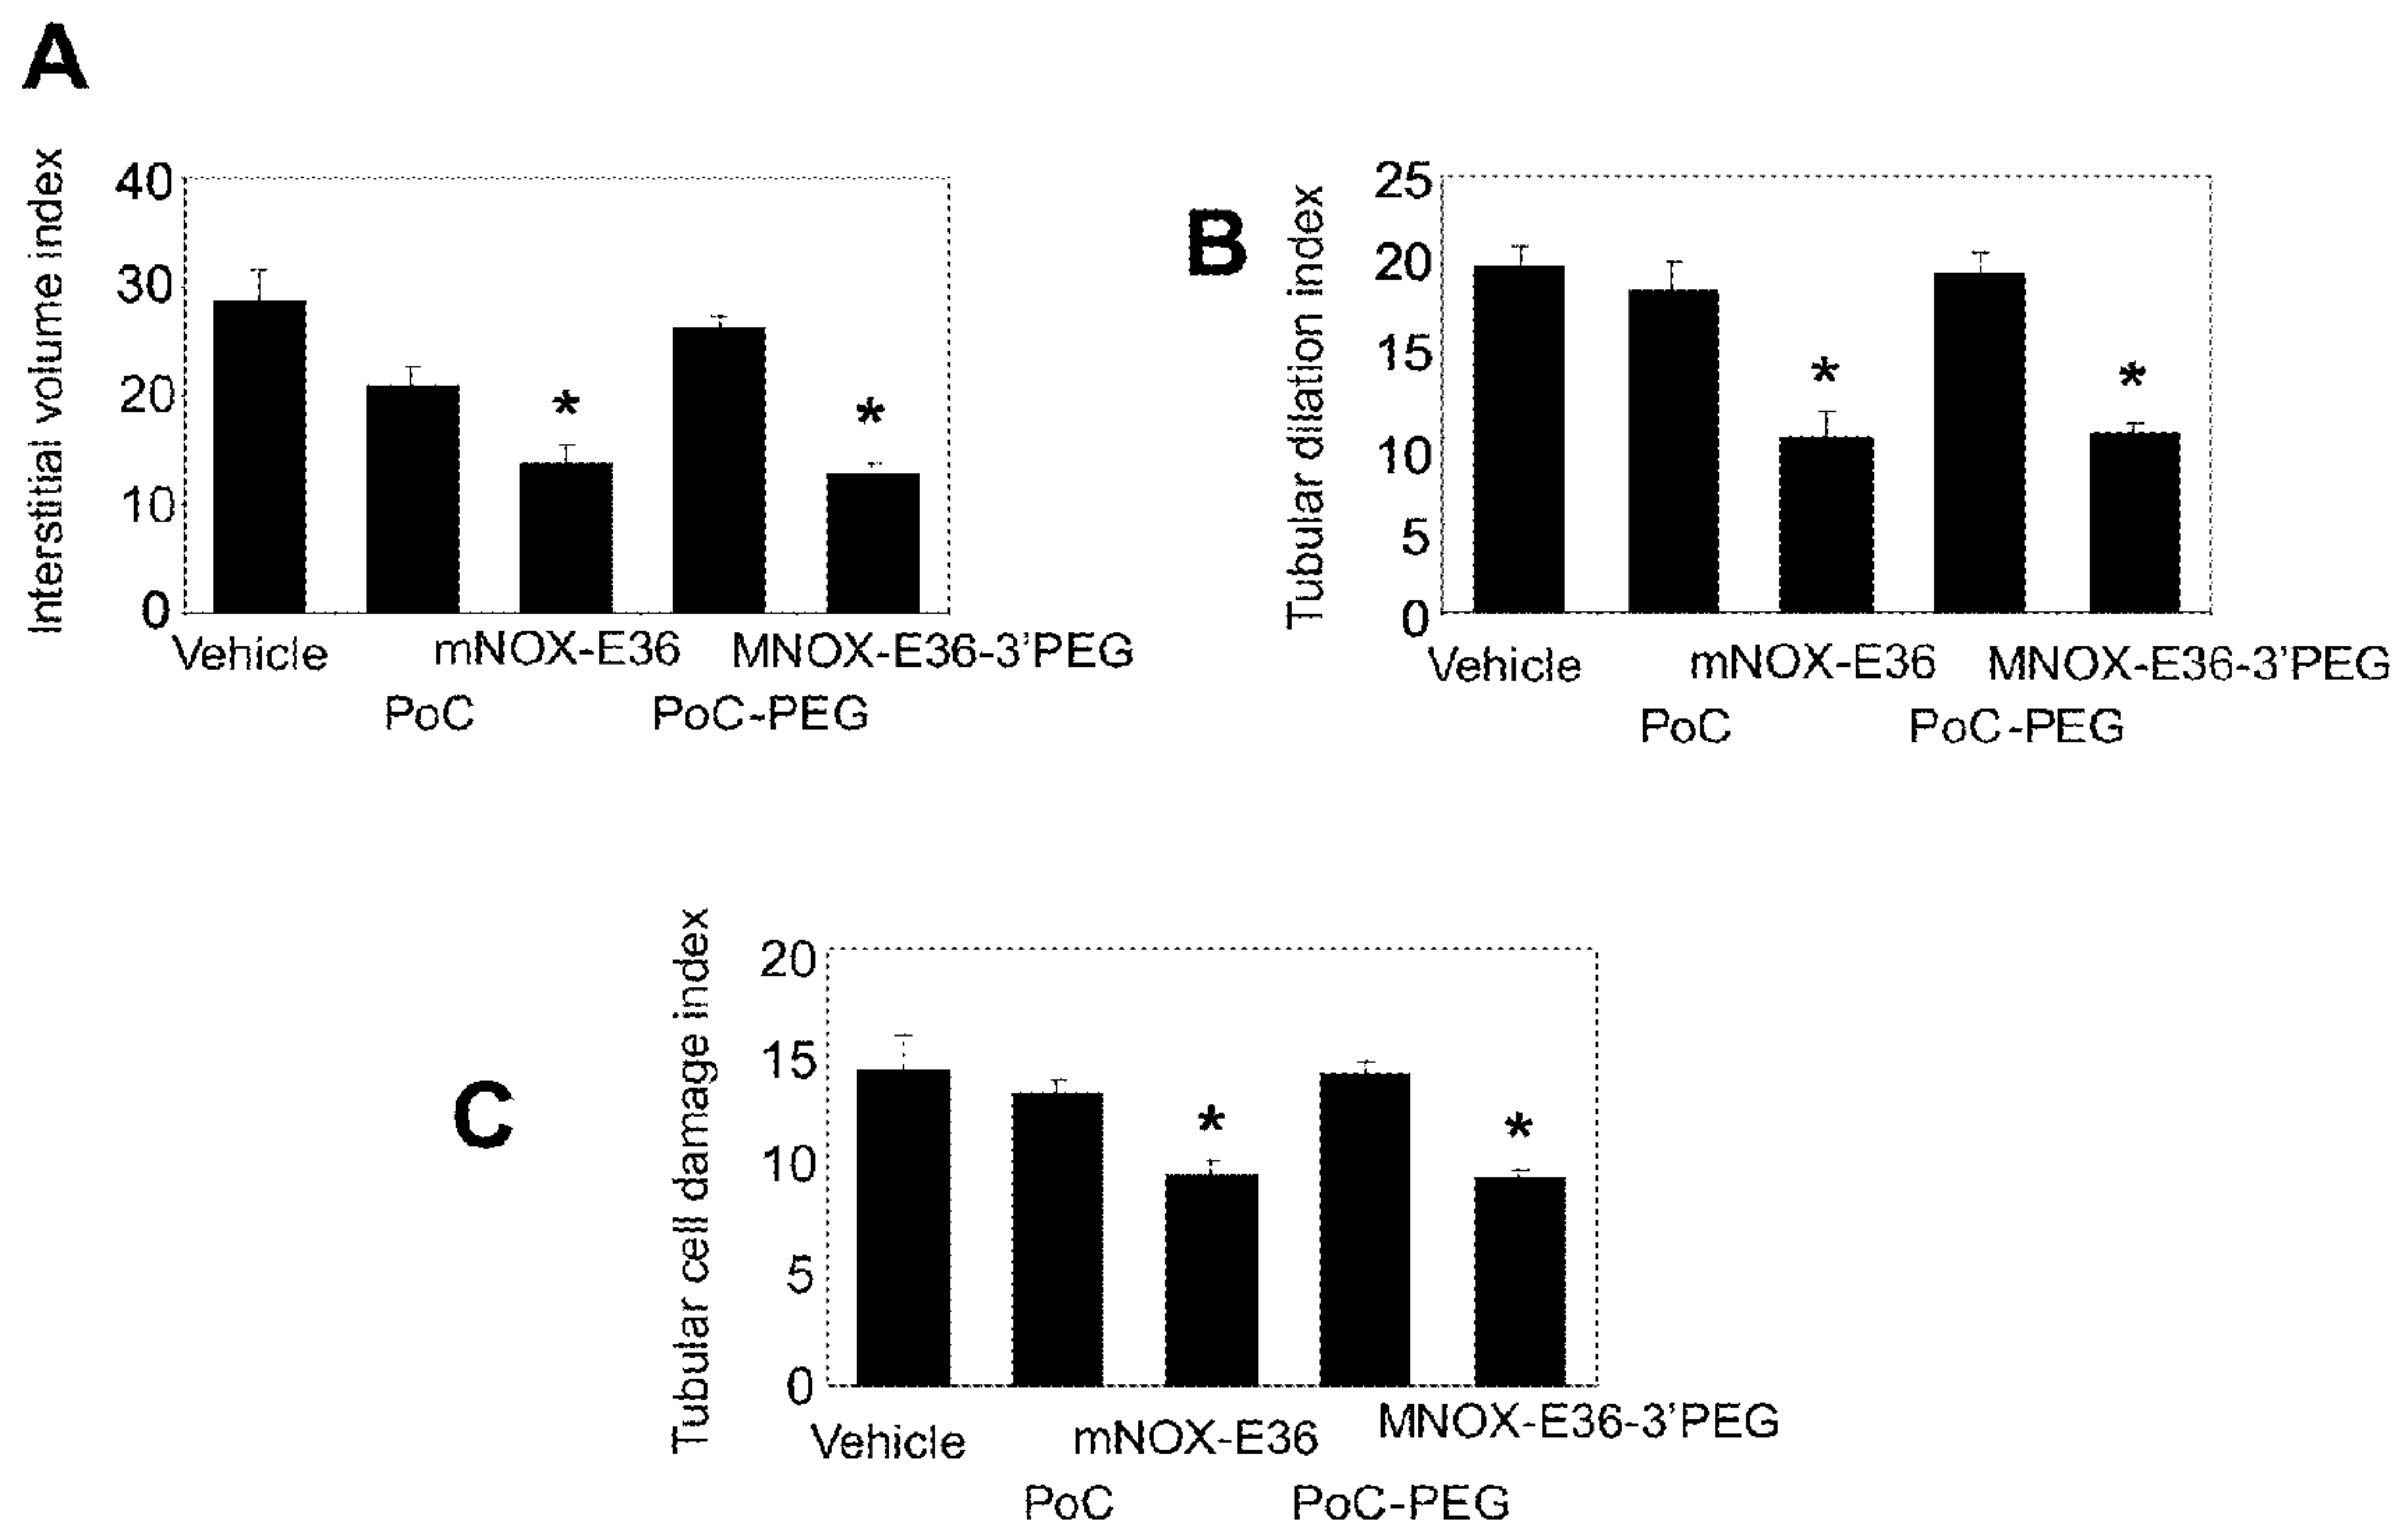 A
Interstitial volume index
40
30
20
10
0
*
*
Vehicle
mNOX-E36
MNOX-E36-3'PEG
PoC
PoC-PEG
B
Tubular dilation index
25
20
15
10
5
0
*
*
Vehicle
mNOX-E36
MNOX-E36-3'PEG
PoC
PoC-PEG
C
Tubular cell damage index
20
15
10
5
0
*
*
Vehicle
mNOX-E36
MNOX-E36-3'PEG
PoC
PoC-PEG